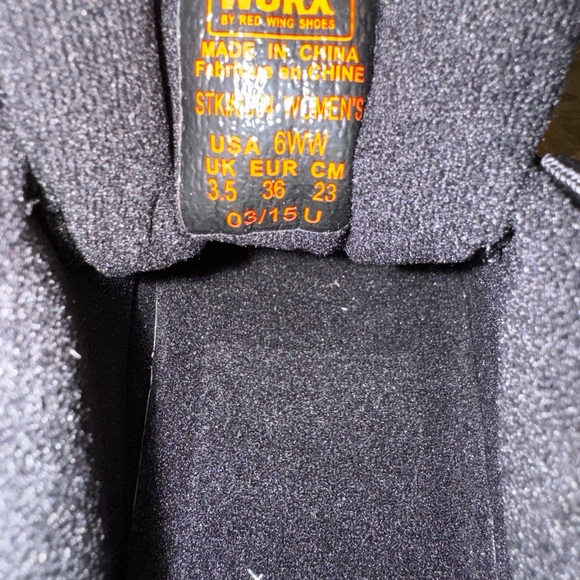 WORX
BY RED WING SHOES
MADE IN CHINA
Fabriqué en CHINE
WOMEN'S
USA 6WW
UK EUR CM
3.5 36 23
03/15 U